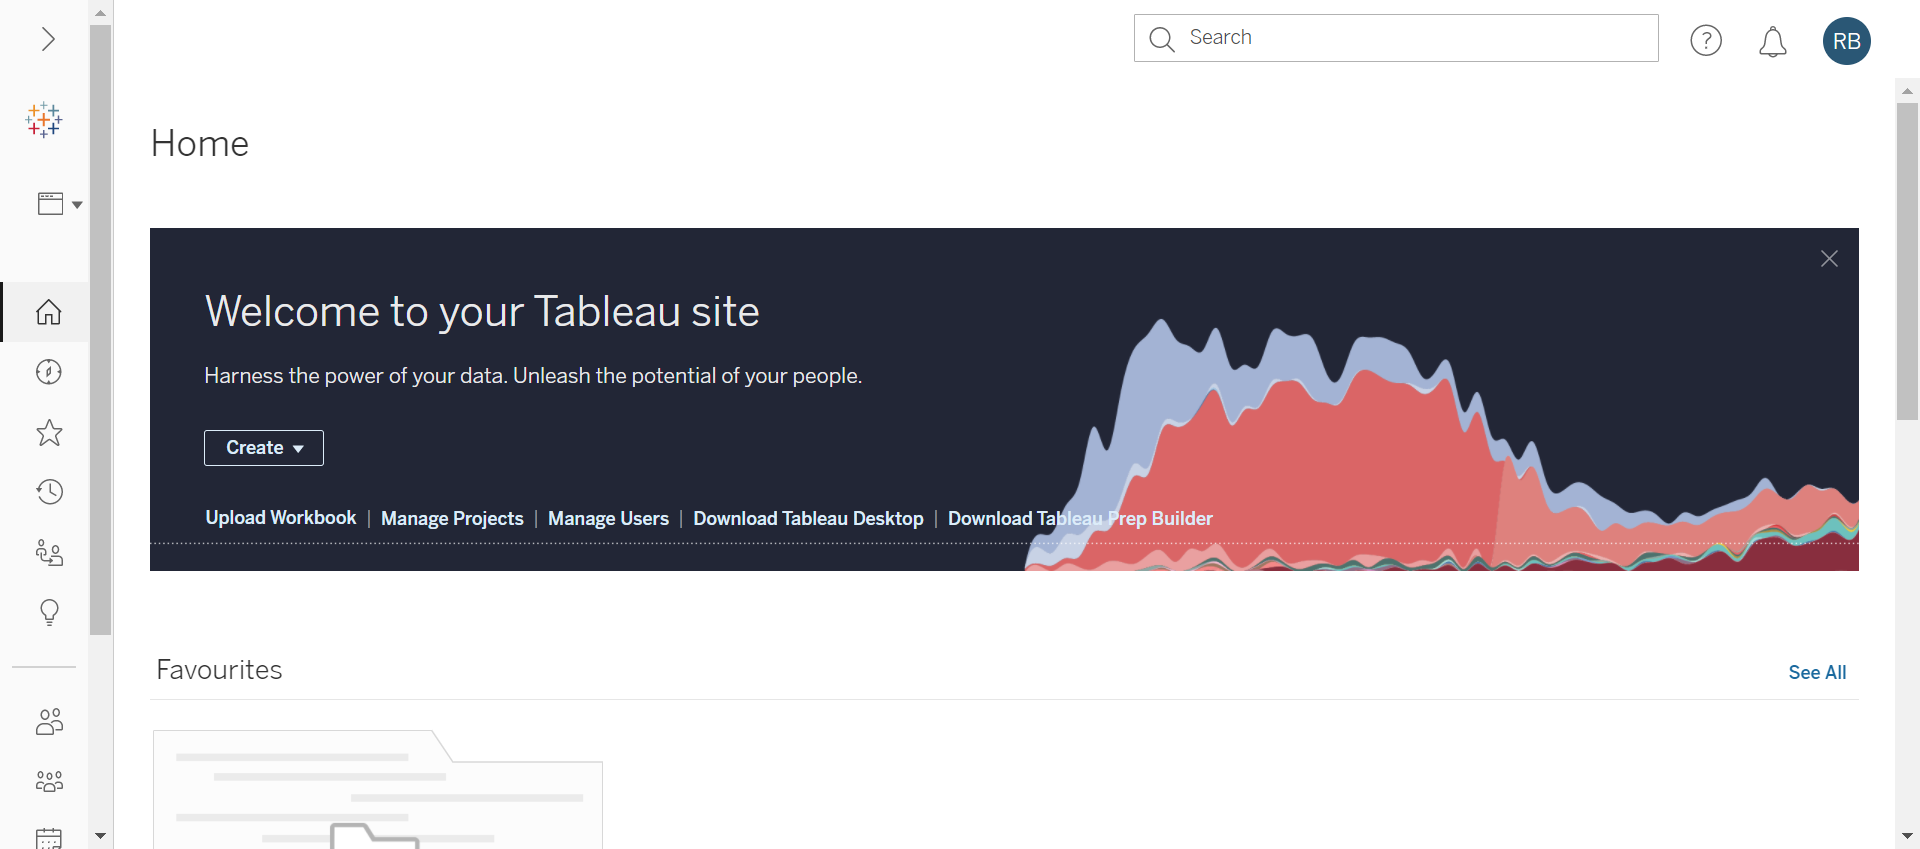 Search
?
RB
Home
Welcome to your Tableau site
Harness the power of your data. Unleash the potential of your people.
Create
Upload Workbook | Manage Projects | Manage Users | Download Tableau Desktop | Download Tableau Prep Builder
Favourites
See All